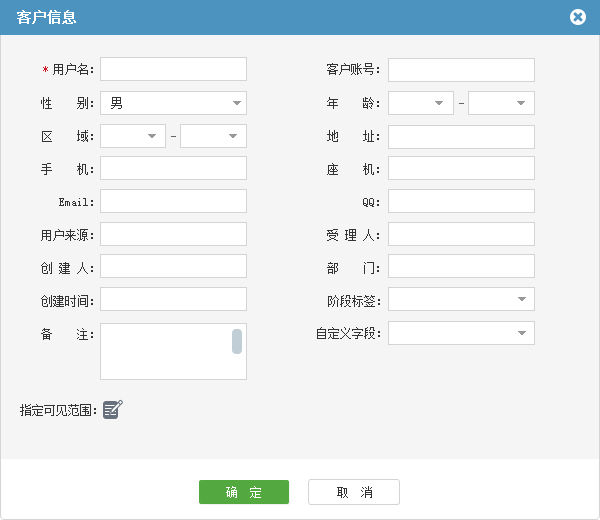 客户信息
* 用户名： 客户账号：
性 别： 男 年 龄： -
区 域： - 地 址：
手 机： 座 机：
Email： QQ：
用户来源： 受 理 人：
创 建 人： 部 门：
创建时间： 阶段标签：
备 注： 自定义字段：
指定可见范围：
确 定 取 消